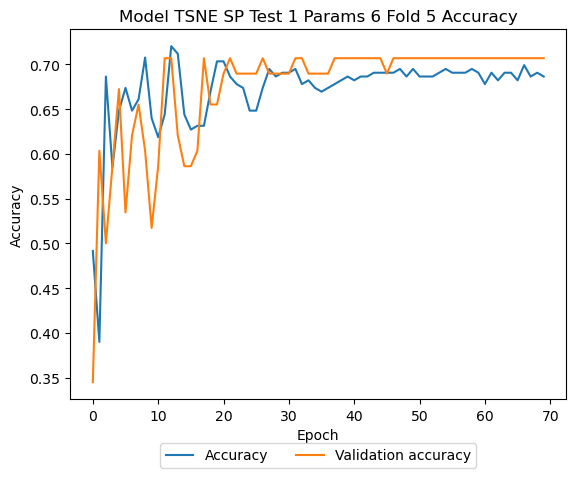 Model TSNE SP Test 1 Params 6 Fold 5 Accuracy
Accuracy
0.70
0.65
0.60
0.55
0.50
0.45
0.40
0.35
0 10 20 30 40 50 60 70
Epoch
Accuracy Validation accuracy